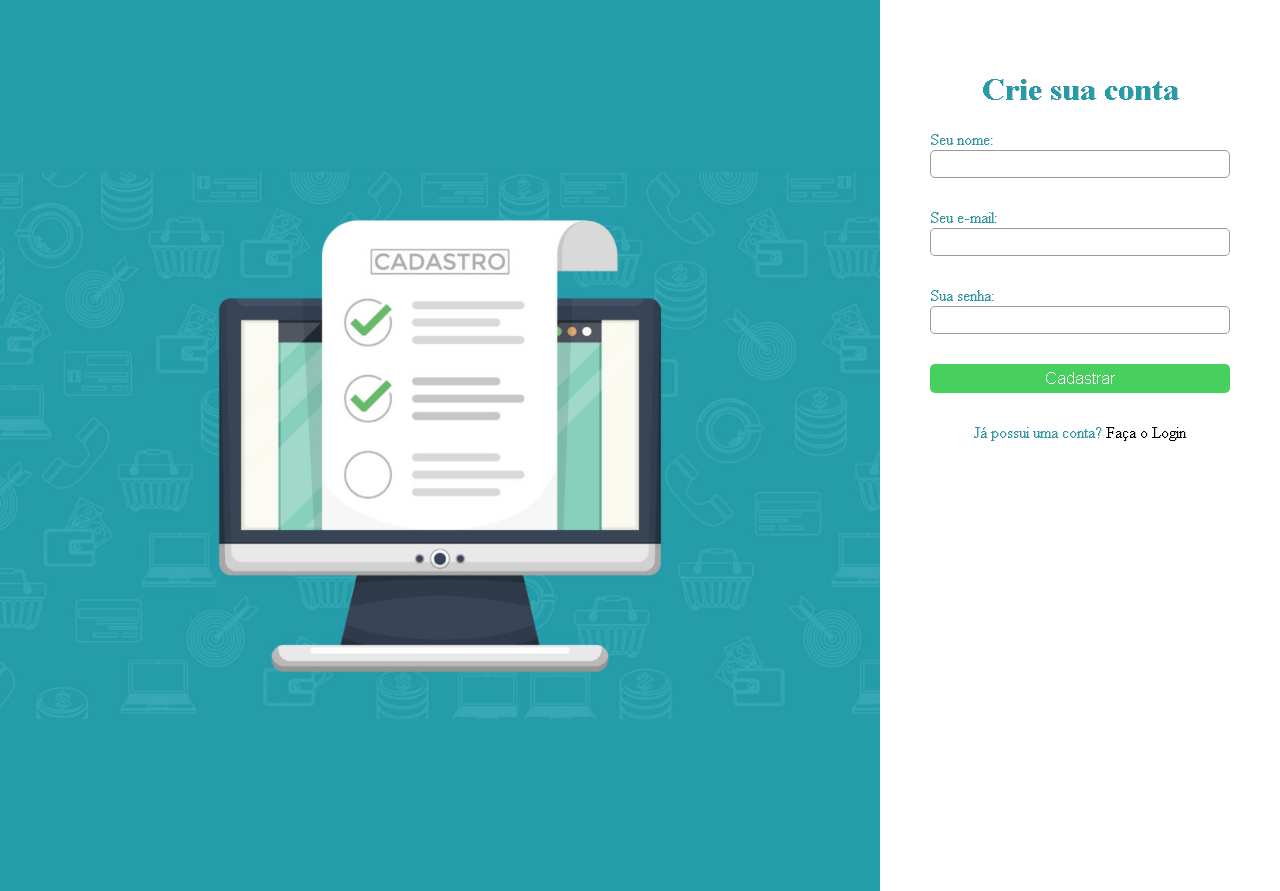 CADASTRO
Crie sua conta
Seu nome:
Seu e-mail:
Sua senha:
Cadastrar
Já possui uma conta? Faça o Login